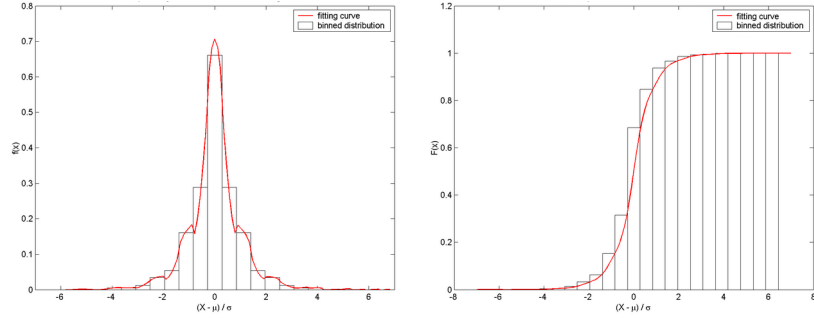 fitting curve
binned distribution
0.8
0.7
0.6
0.5
0.4
0.3
0.2
0.1
0
f(x)
-6 -4 -2 0 2 4 6
(X - μ) / σ
fitting curve
binned distribution
1.2
1
0.8
0.6
0.4
0.2
0
F(x)
-8 -6 -4 -2 0 2 4 6 8
(X - μ) / σ